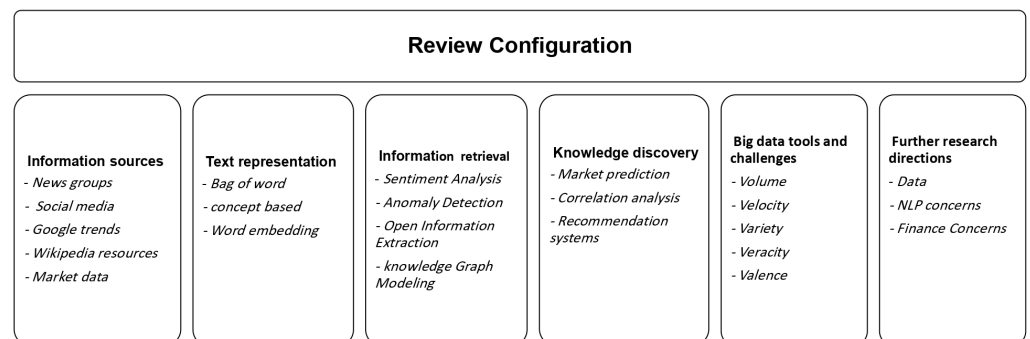 Review Configuration
Information sources
- News groups
- Social media
- Google trends
- Wikipedia resources
- Market data
Text representation
- Bag of word
- concept based
- Word embedding
Information retrieval
- Sentiment Analysis
- Anomaly Detection
- Open Information
Extraction
- knowledge Graph
Modeling
Knowledge discovery
- Market prediction
- Correlation analysis
- Recommendation
systems
Big data tools and
challenges
- Volume
- Velocity
- Variety
- Veracity
- Valence
Further research
directions
- Data
- NLP concerns
- Finance Concerns